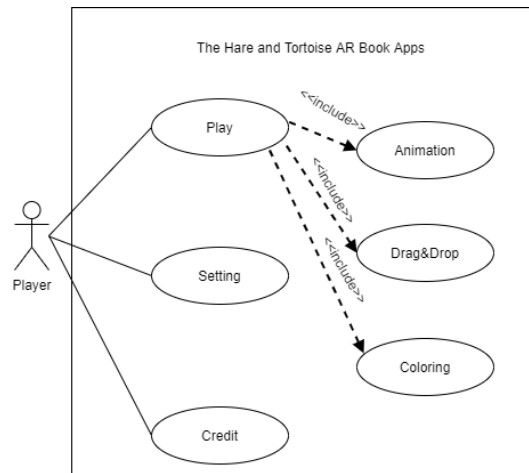 The Hare and Tortoise AR Book Apps
<<include>>
Play
Animation
<<include>>
Drag&Drop
Setting
Player
<<include>>
Coloring
Credit